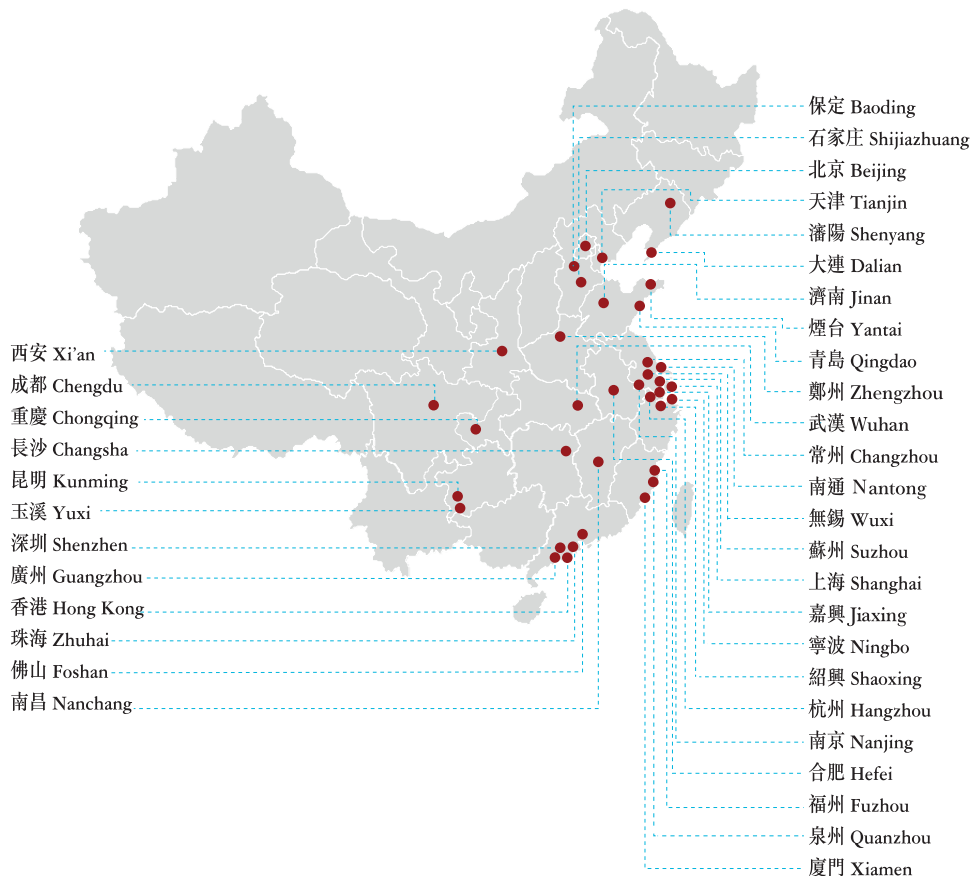 保定 Baoding
石家庄 Shijiazhuang
北京 Beijing
天津 Tianjin
瀋陽 Shenyang
大連 Dalian
濟南 Jinan
煙台 Yantai
青島 Qingdao
鄭州 Zhengzhou
武漢 Wuhan
常州 Changzhou
南通 Nantong
無錫 Wuxi
蘇州 Suzhou
上海 Shanghai
嘉興 Jiaxing
寧波 Ningbo
紹興 Shaoxing
杭州 Hangzhou
南京 Nanjing
合肥 Hefei
福州 Fuzhou
泉州 Quanzhou
廈門 Xiamen
西安 Xi’an
成都 Chengdu
重慶 Chongqing
長沙 Changsha
昆明 Kunming
玉溪 Yuxi
深圳 Shenzhen
廣州 Guangzhou
香港 Hong Kong
珠海 Zhuhai
佛山 Foshan
南昌 Nanchang